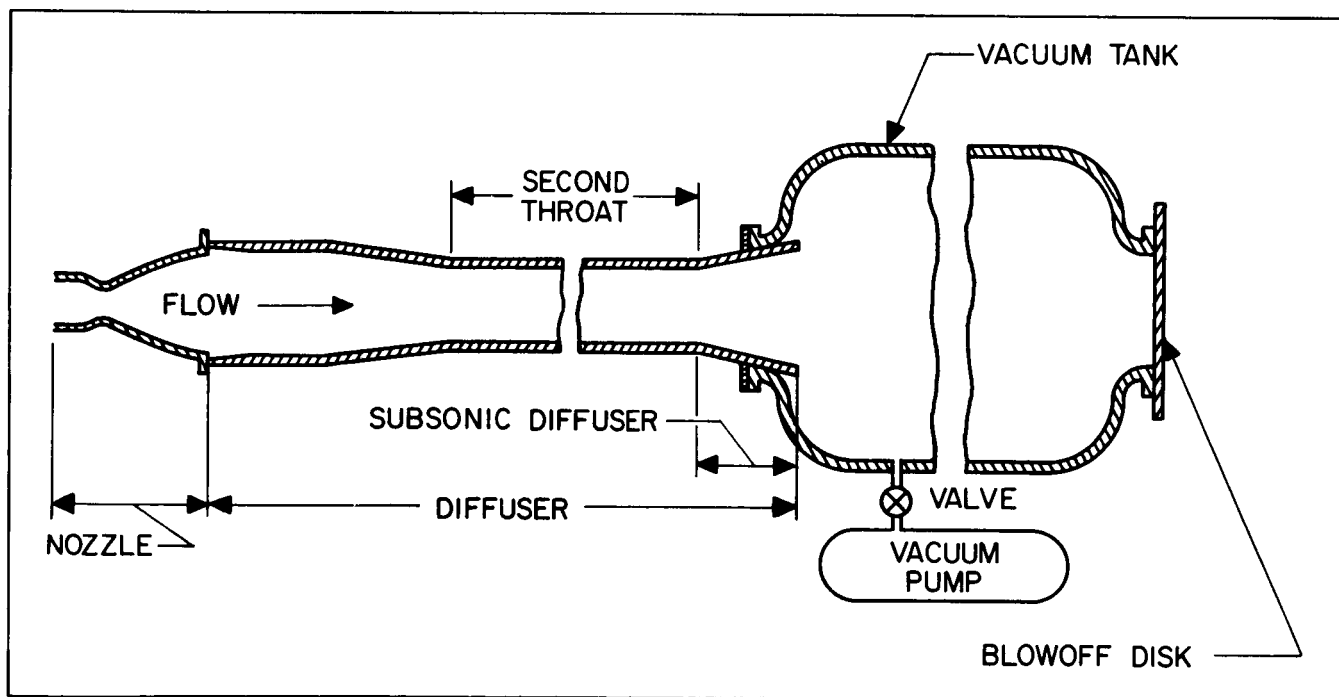 VACUUM TANK
SECOND
THROAT
FLOW
SUBSONIC DIFFUSER
DIFFUSER
VALVE
NOZZLE
VACUUM
PUMP
BLOWOFF DISK